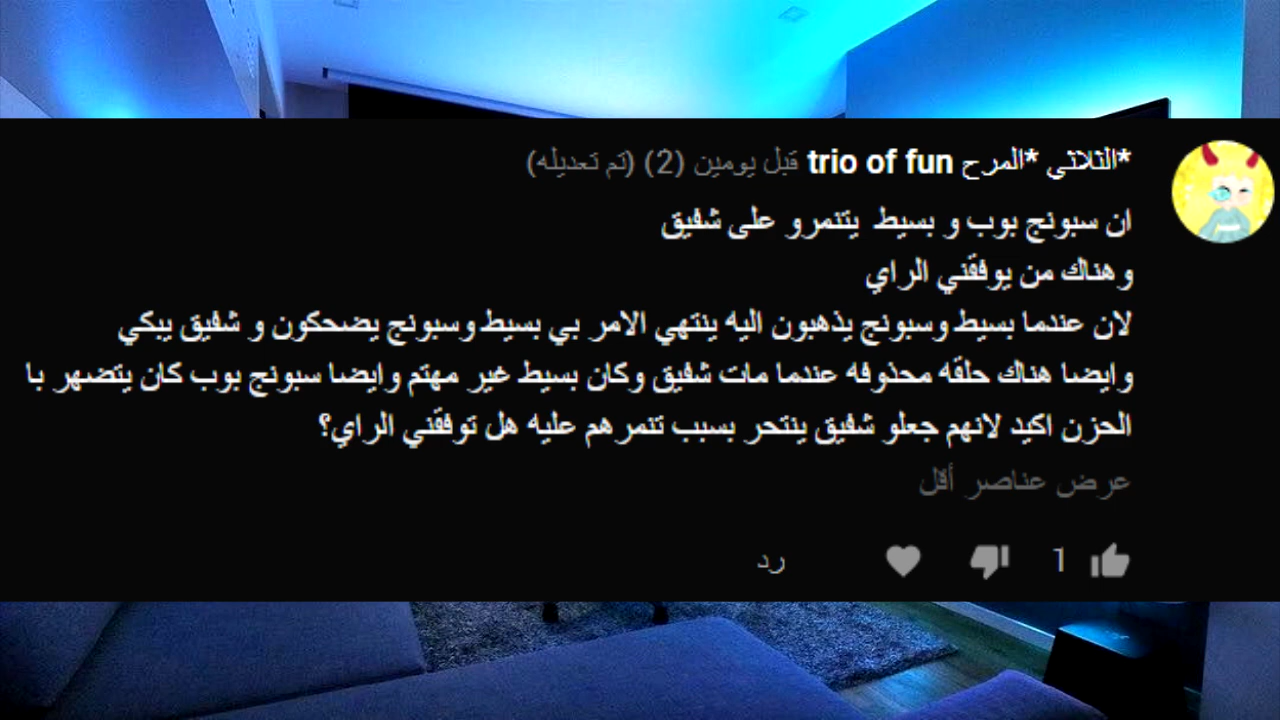 *الثلاثي *المرح trio of fun قبل يومين (2) (تم تعديله)
ان سبونج بوب و بسيط يتنمرو على شفيق
وهناك من يوفقني الراي
لان عندما بسيط وسبونج يذهبون اليه ينتهي الامر بي بسيط وسبونج يضحكون و شفيق يبكي
وايضا هناك حلقه محذوفه عندما مات شفيق وكان بسيط غير مهتم وايضا سبونج بوب كان يتضهر با
الحزن اكيد لانهم جعلو شفيق ينتحر بسبب تنمرهم عليه هل توفقني الراي؟
عرض عناصر أقل
1 رد